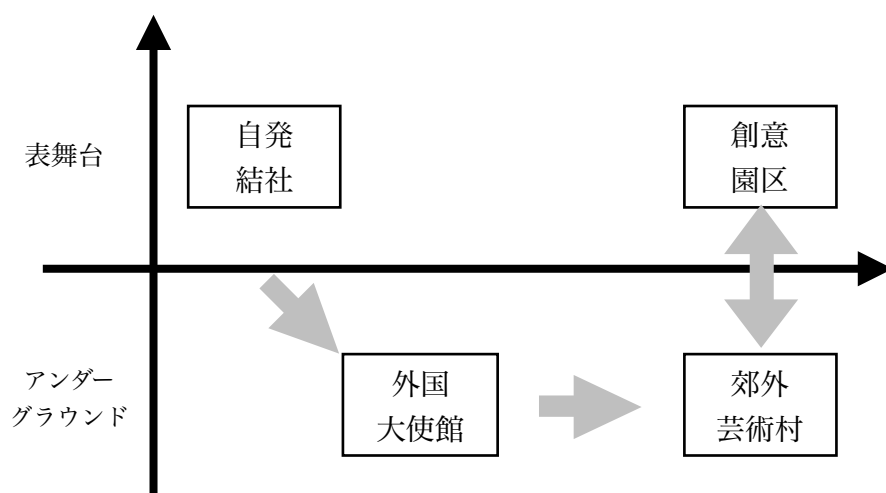 表舞台
自発
結社
創意
園区
アンダー
グラウンド
外国
大使館
郊外
芸術村